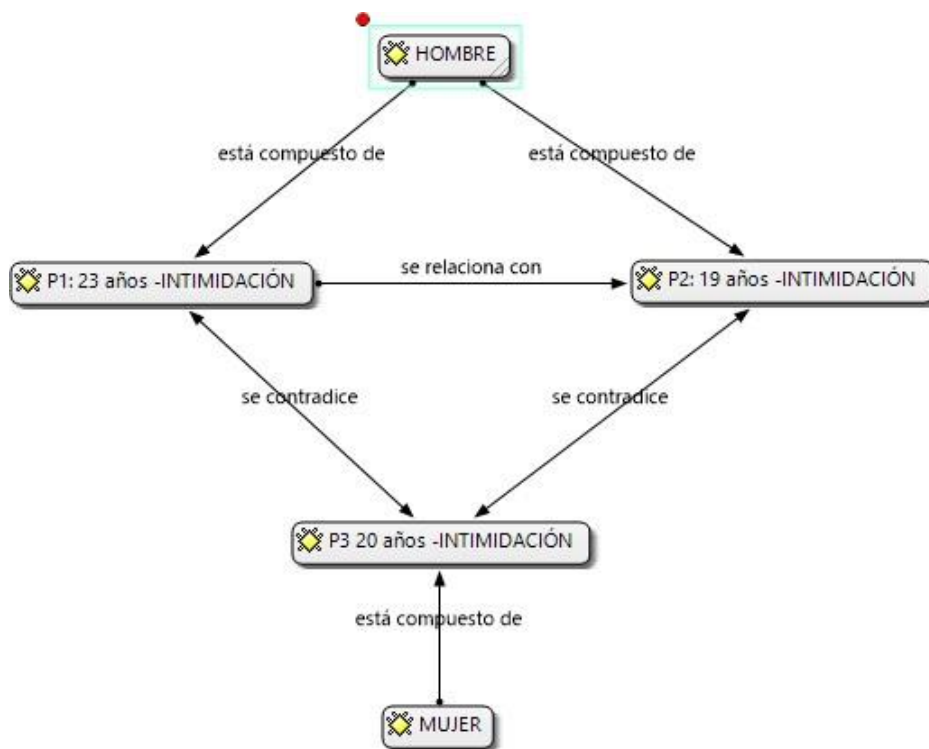 HOMBRE
está compuesto de
está compuesto de
se relaciona con
P1: 23 años -INTIMIDACIÓN
P2: 19 años -INTIMIDACIÓN
se contradice
se contradice
P3 20 años -INTIMIDACIÓN
está compuesto de
MUJER